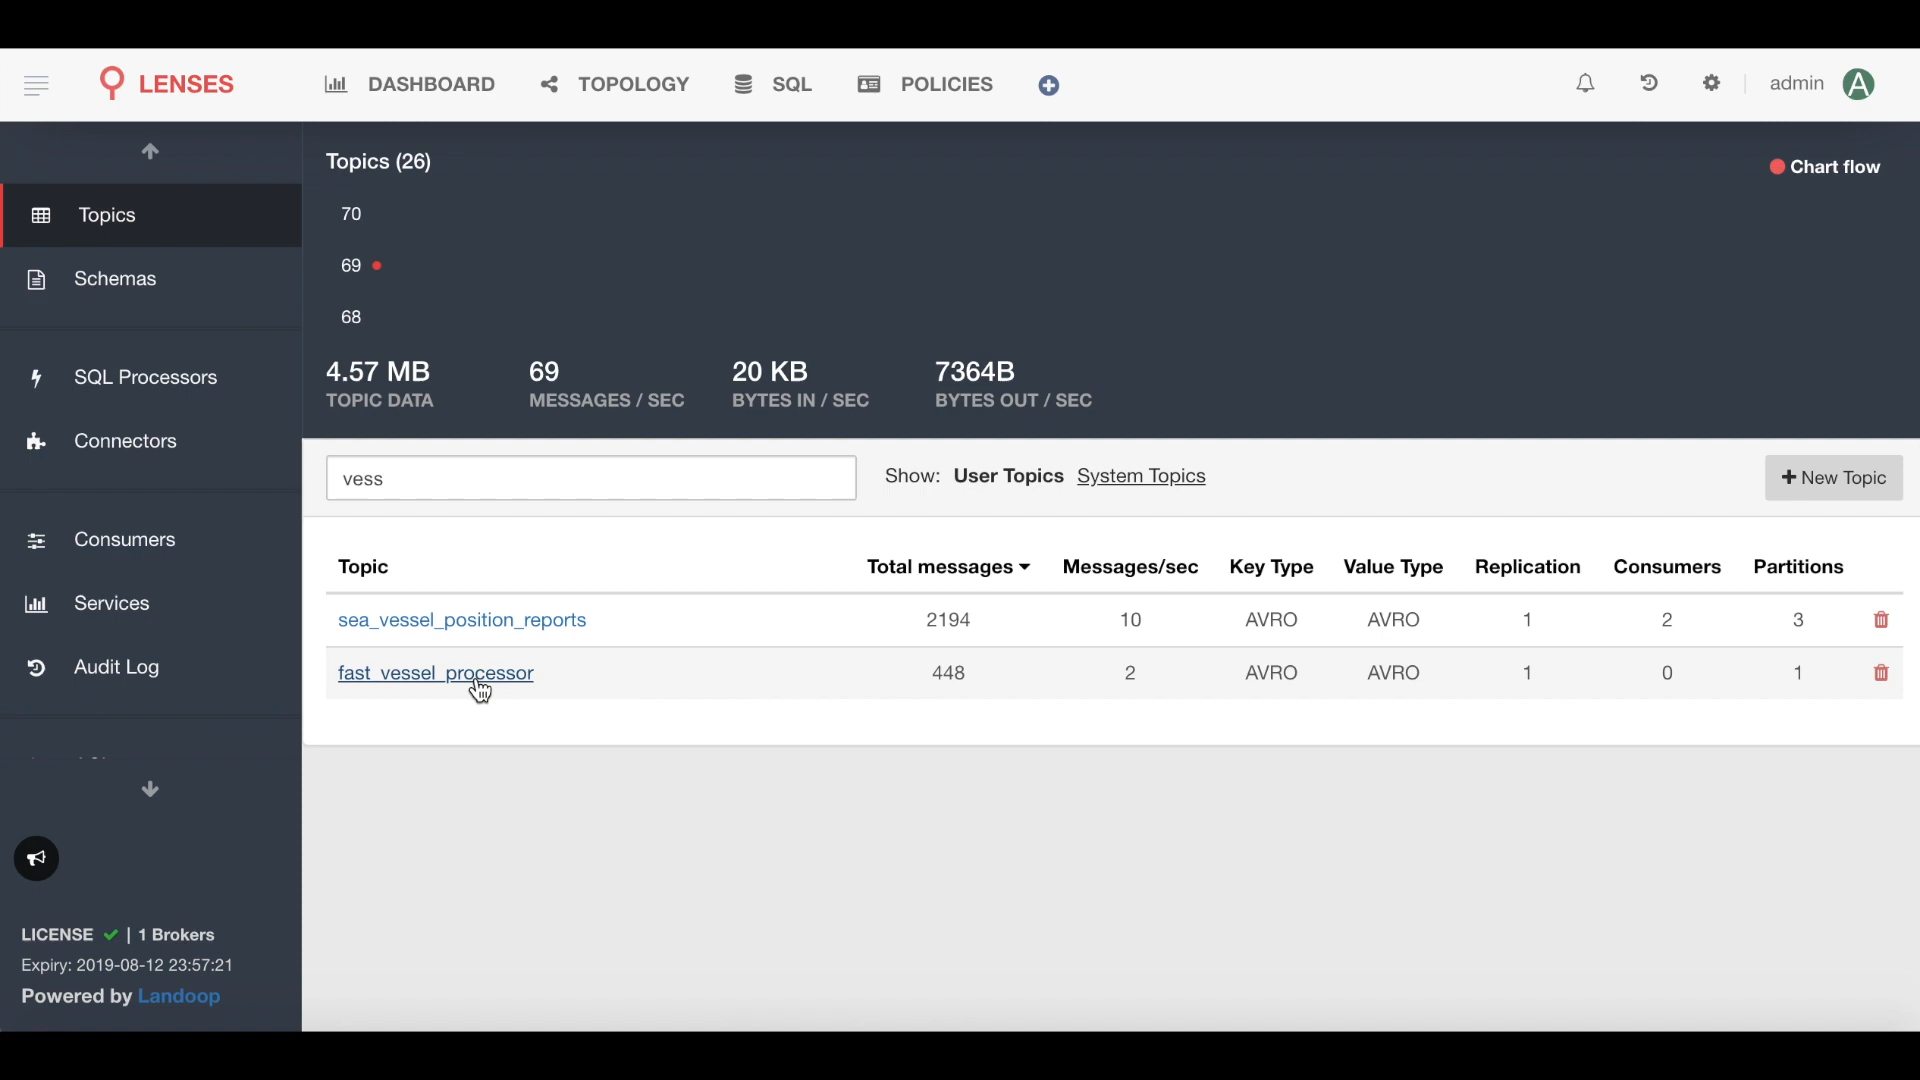 LENSES
DASHBOARD
TOPOLOGY
SQL
POLICIES
admin
A
Topics
Schemas
SQL Processors
Connectors
Consumers
Services
Audit Log
LICENSE | 1 Brokers
Expiry: 2019-08-12 23:57:21
Powered by Landoop
Topics (26)
Chart flow
70
69
68
4.57 MB 69 20 KB 7364B
TOPIC DATA MESSAGES / SEC BYTES IN / SEC BYTES OUT / SEC
vess
Show: User Topics System Topics
New Topic
Topic Total messages Messages/sec Key Type Value Type Replication Consumers Partitions
sea_vessel_position_reports 2194 10 AVRO AVRO 1 2 3
fast_vessel_processor 448 2 AVRO AVRO 1 0 1